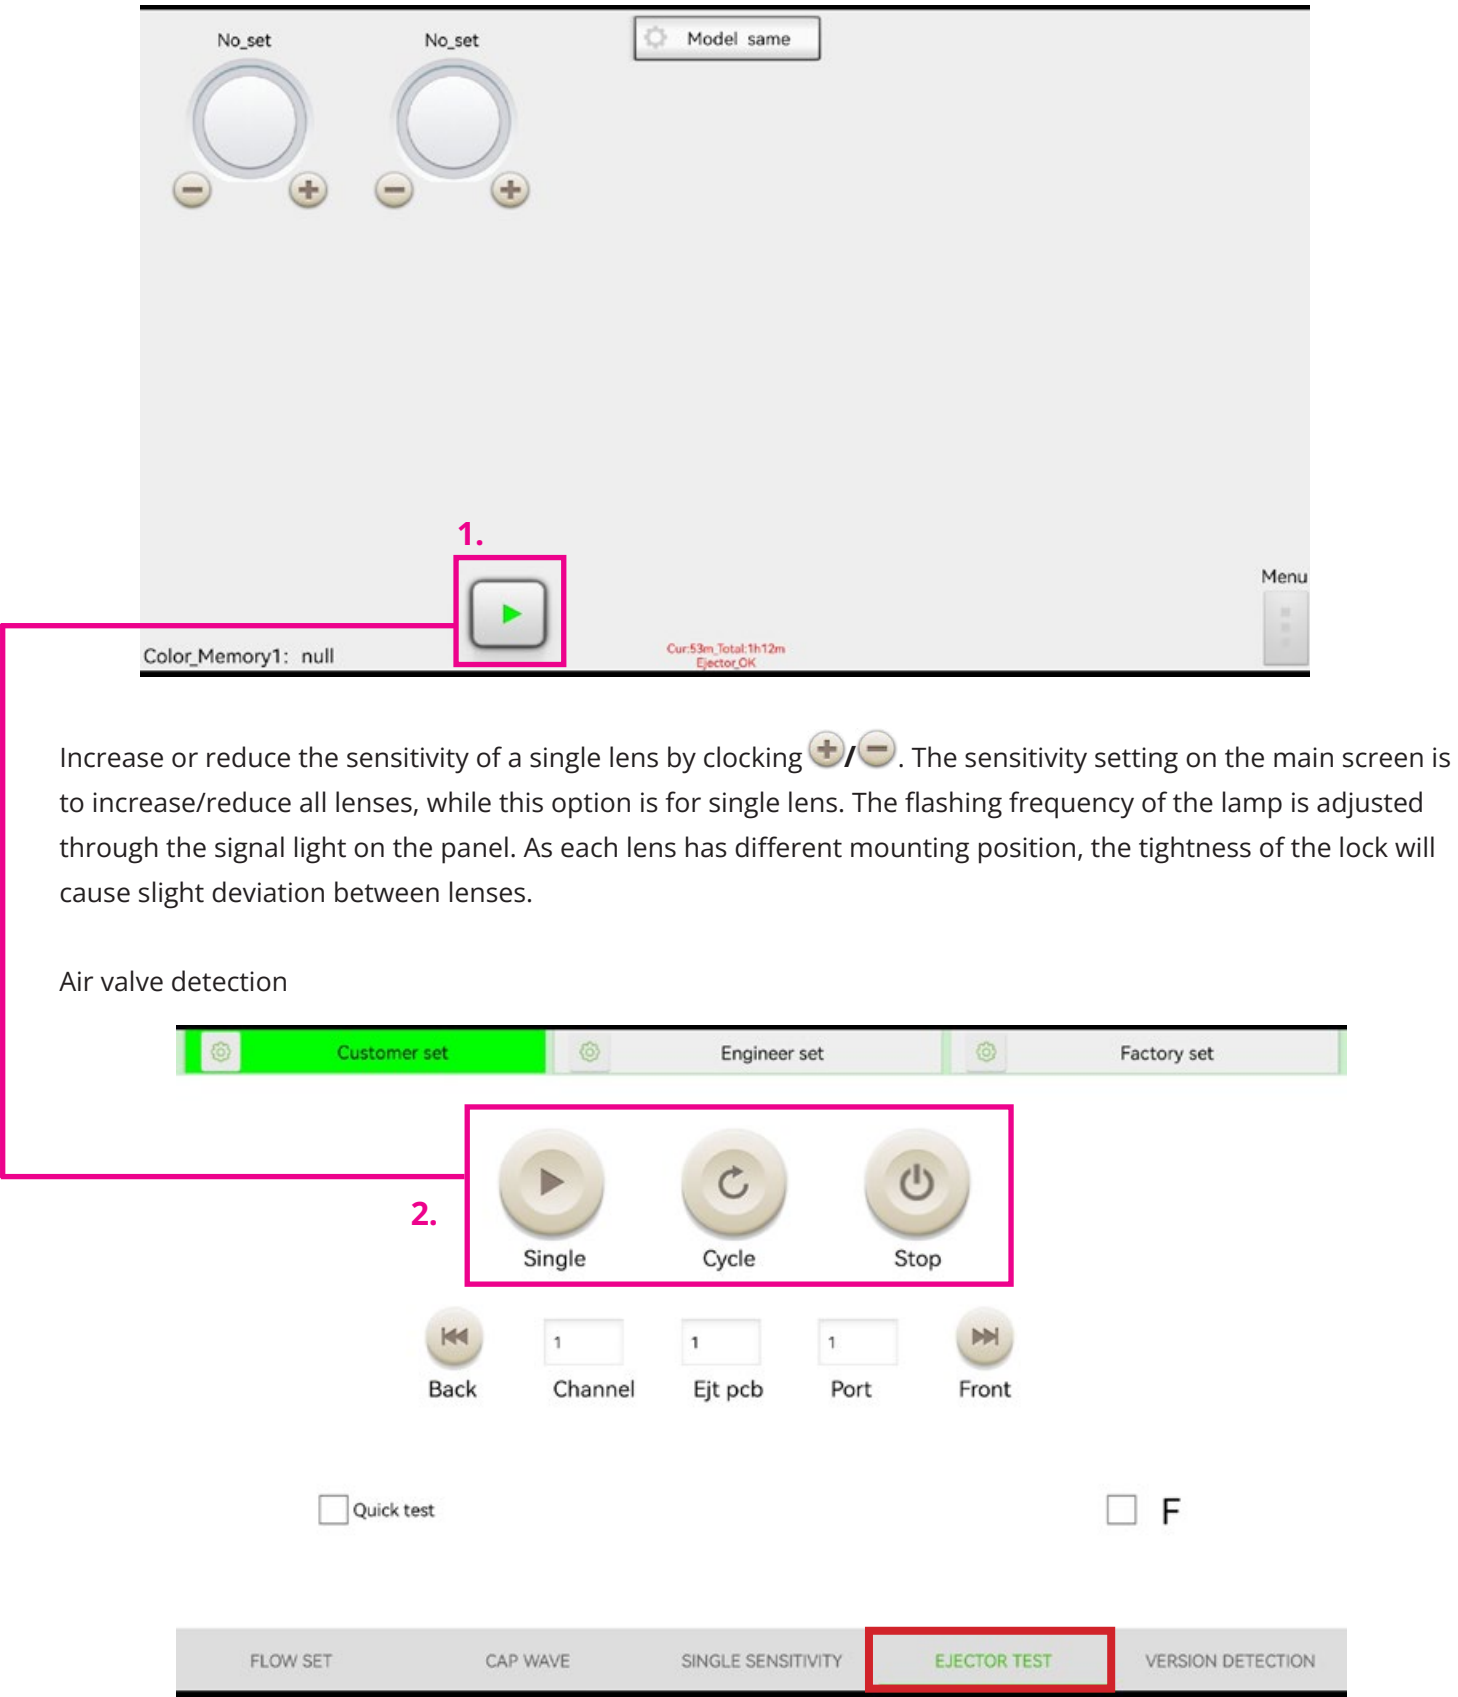 No_set No_set Model same
1.
Menu
Color_Memory1: null
Cur:53m_Total:1h12m
Ejector_OK
Increase or reduce the sensitivity of a single lens by clocking +/-. The sensitivity setting on the main screen is
to increase/reduce all lenses, while this option is for single lens. The flashing frequency of the lamp is adjusted
through the signal light on the panel. As each lens has different mounting position, the tightness of the lock will
cause slight deviation between lenses.
Air valve detection
Customer set Engineer set Factory set
2.
Single Cycle Stop
1 1 1
Back Channel Ejt pcb Port Front
Quick test F
FLOW SET CAP WAVE SINGLE SENSITIVITY EJECTOR TEST VERSION DETECTION